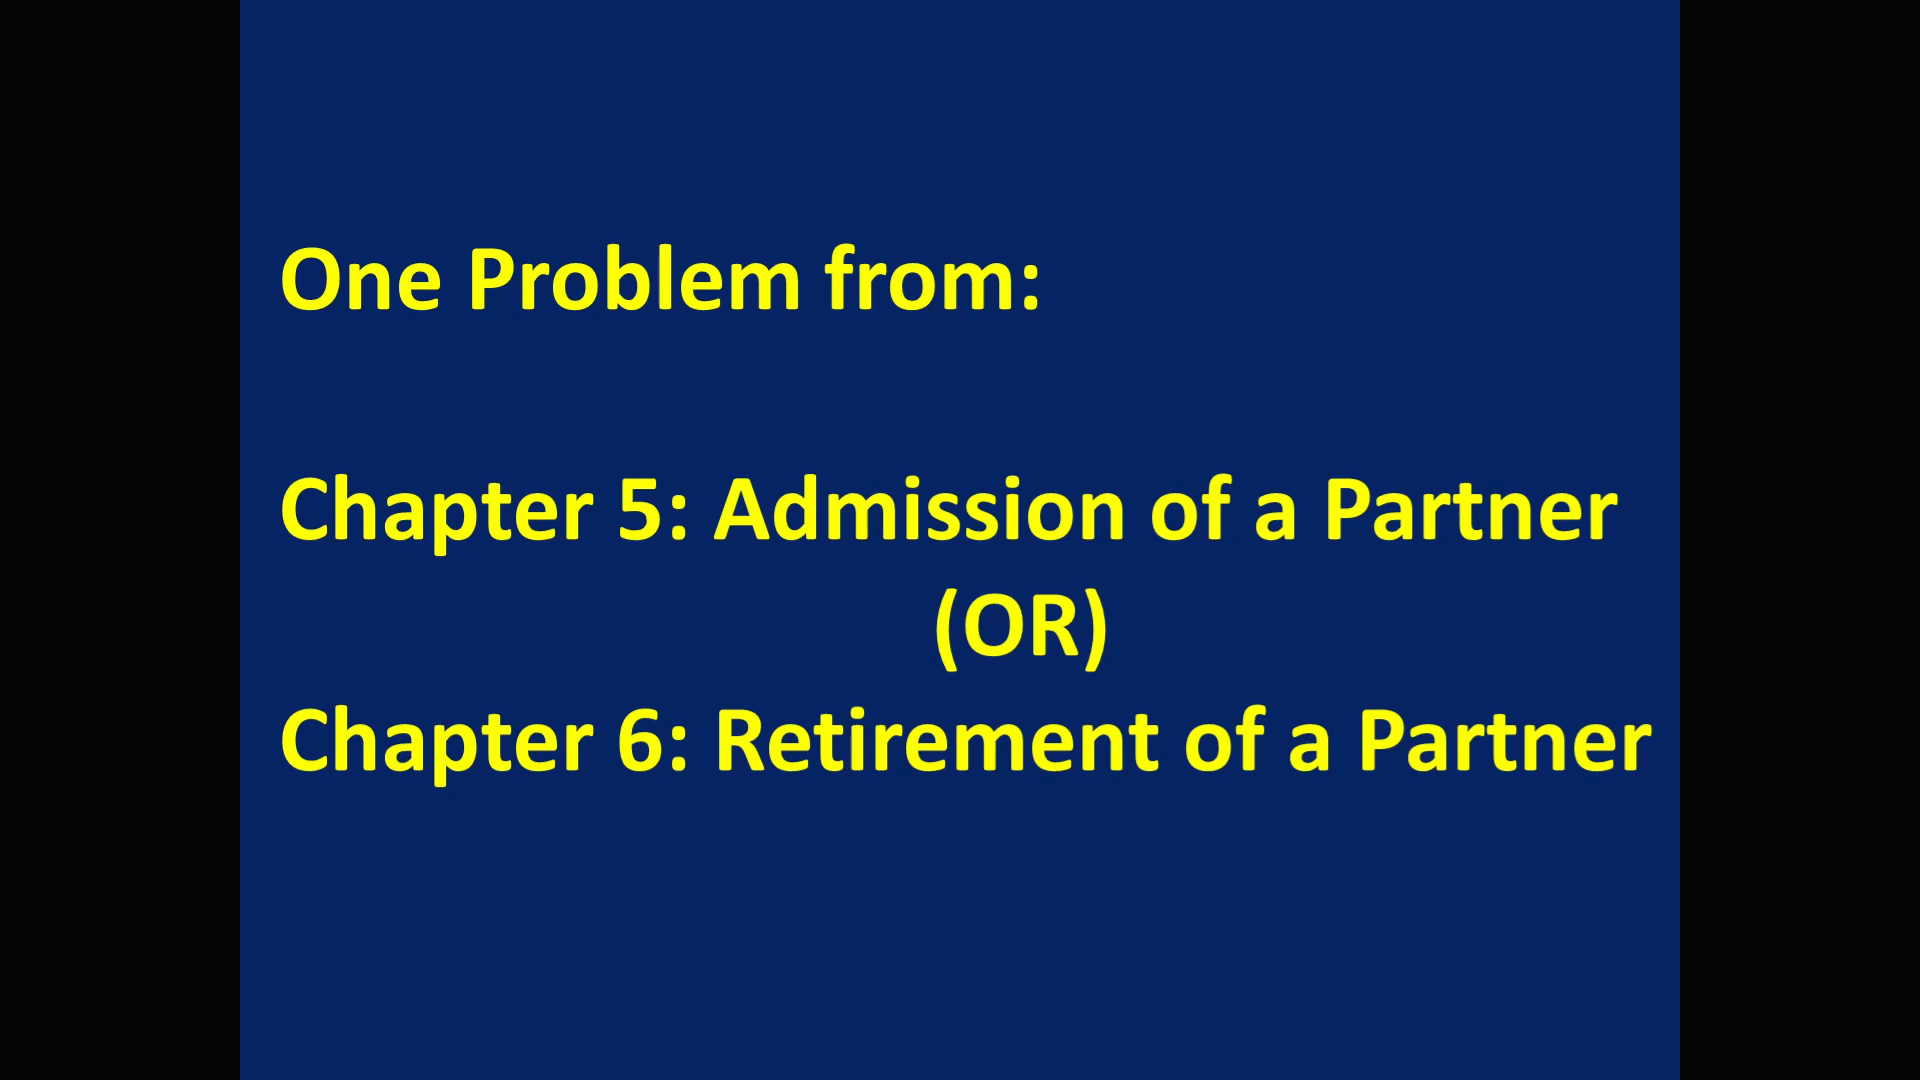 One Problem from:
Chapter 5: Admission of a Partner
(OR)
Chapter 6: Retirement of a Partner